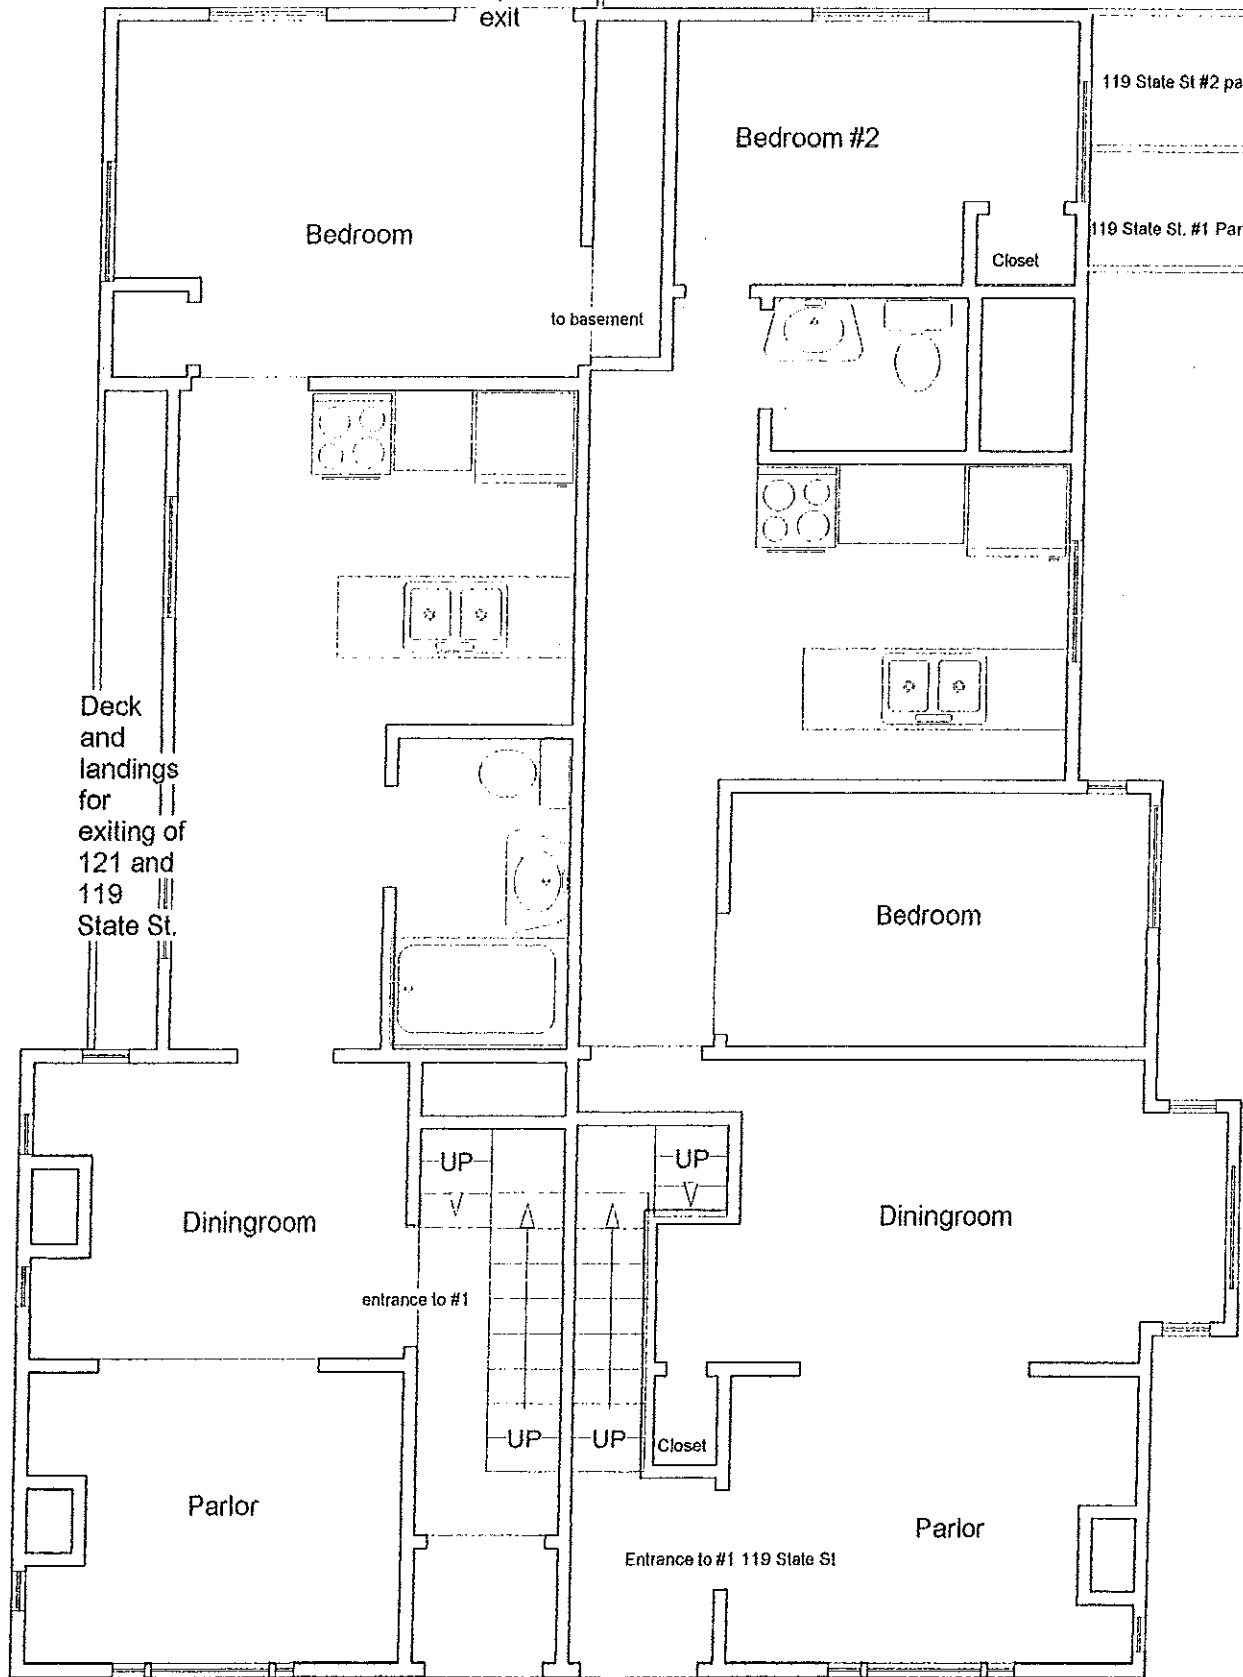 exit
119 State St #2 pa
Bedroom #2
119 State St. #1 Par
Bedroom
Closet
to basement
Deck
and
landings
for
exiting of
121 and
119
State St.
Bedroom
UP
UP
Diningroom
Diningroom
entrance to #1
UP
UP
Closet
Parlor
Parlor
Entrance to #1 119 State St